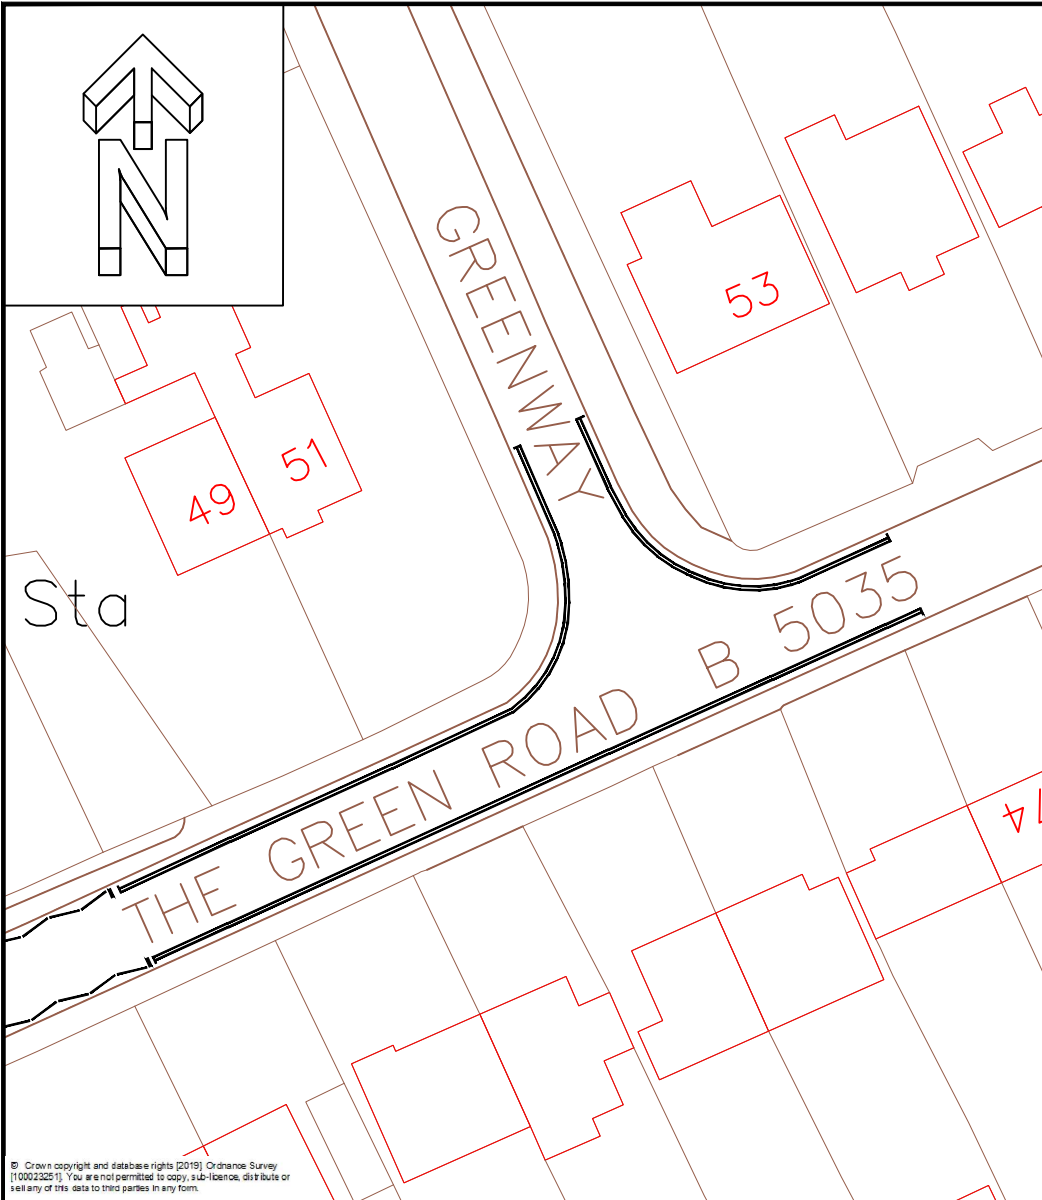 N
GREENWAY
53
51
49
Sta
THE GREEN ROAD B 5035
74
© Crown copyright and database rights [2019] Ordnance Survey
[100023251]. You are not permitted to copy, sub-licence, distribute or
sell any of this data to third parties in any form.